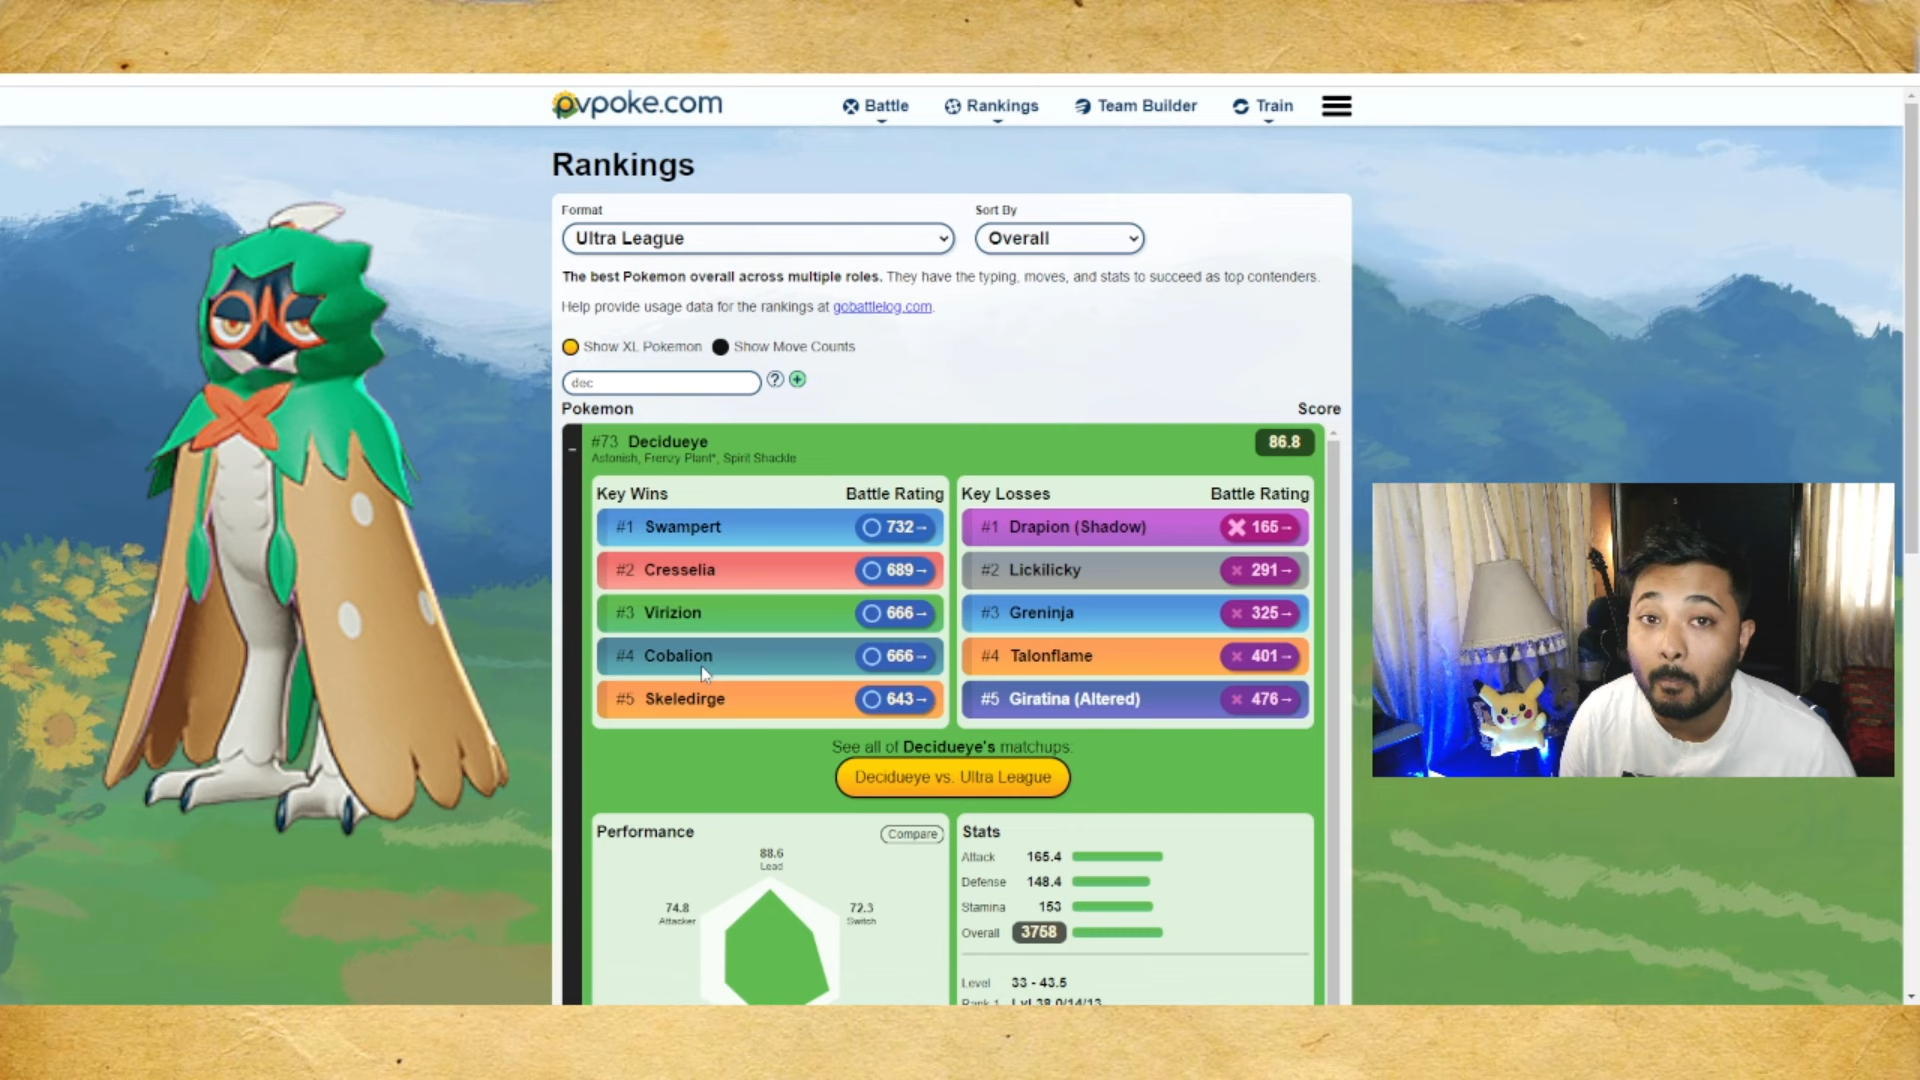 pvpoke.com
Battle Rankings Team Builder Train
Rankings
Format Sort By
Ultra League Overall
The best Pokemon overall across multiple roles. They have the typing, moves, and stats to succeed as top contenders.
Help provide usage data for the rankings at gobattlelog.com.
Show XL Pokemon Show Move Counts
dec ? +
Pokemon Score
#73 Decidueye 86.8
Astonish, Frenzy Plant*, Spirit Shackle
Key Wins Battle Rating Key Losses Battle Rating
#1 Swampert 732→ #1 Drapion (Shadow) 165→
#2 Cresselia 689→ #2 Lickilicky 291→
#3 Virizion 666→ #3 Greninja 325→
#4 Cobalion 666→ #4 Talonflame 401→
#5 Skeledirge 643→ #5 Giratina (Altered) 476→
See all of Decidueye's matchups:
Decidueye vs. Ultra League
Performance Compare Stats
88.6
Lead
74.8
Attacker
72.3
Switch
Attack 165.4
Defense 148.4
Stamina 153
Overall 3758
Level 33 - 43.5
Rank 1 Lvl 38 0/14/13